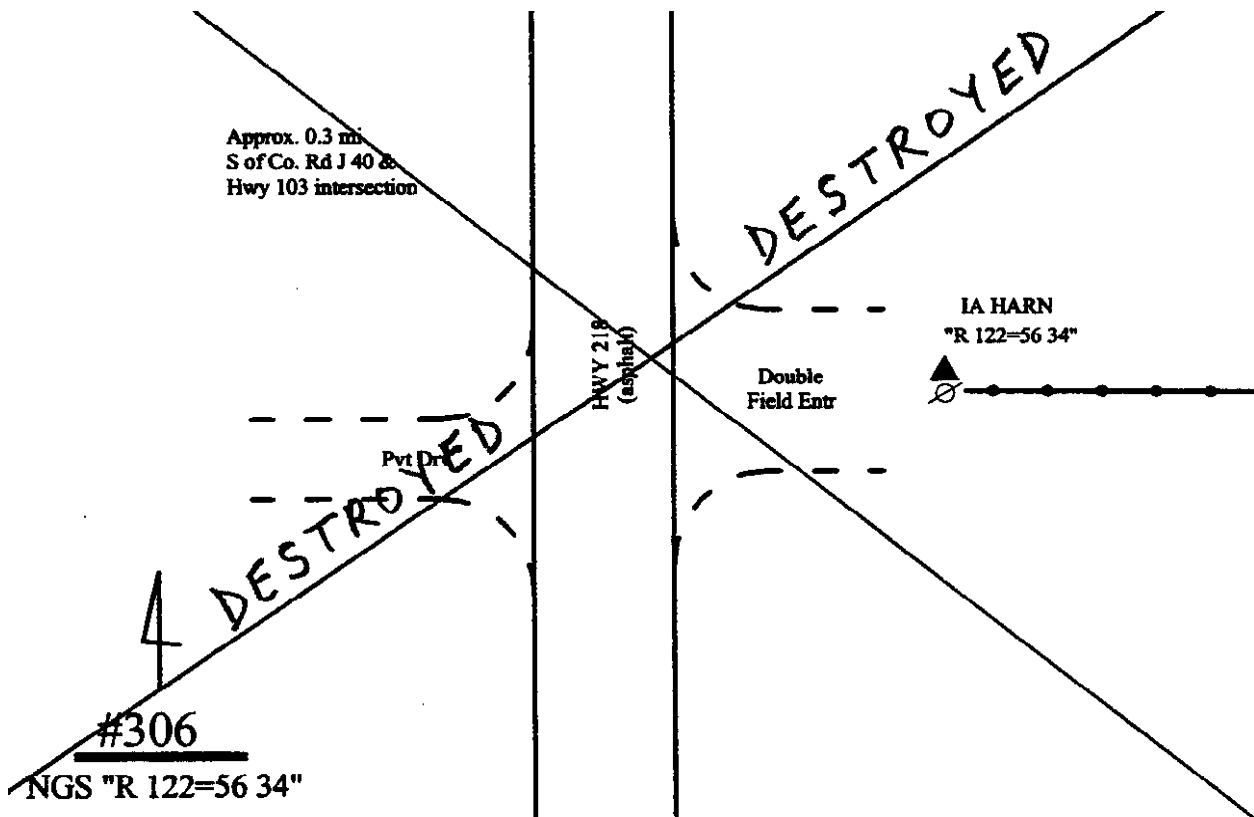 Approx. 0.3 mi
S of Co. Rd J 40 &
Hwy 103 intersection
DESTROYED
IA HARN
"R 122=56 34"
HWY 218
(asphalt)
Double
Field Entr
Pvt Dr
DESTROYED
#306
NGS "R 122=56 34"